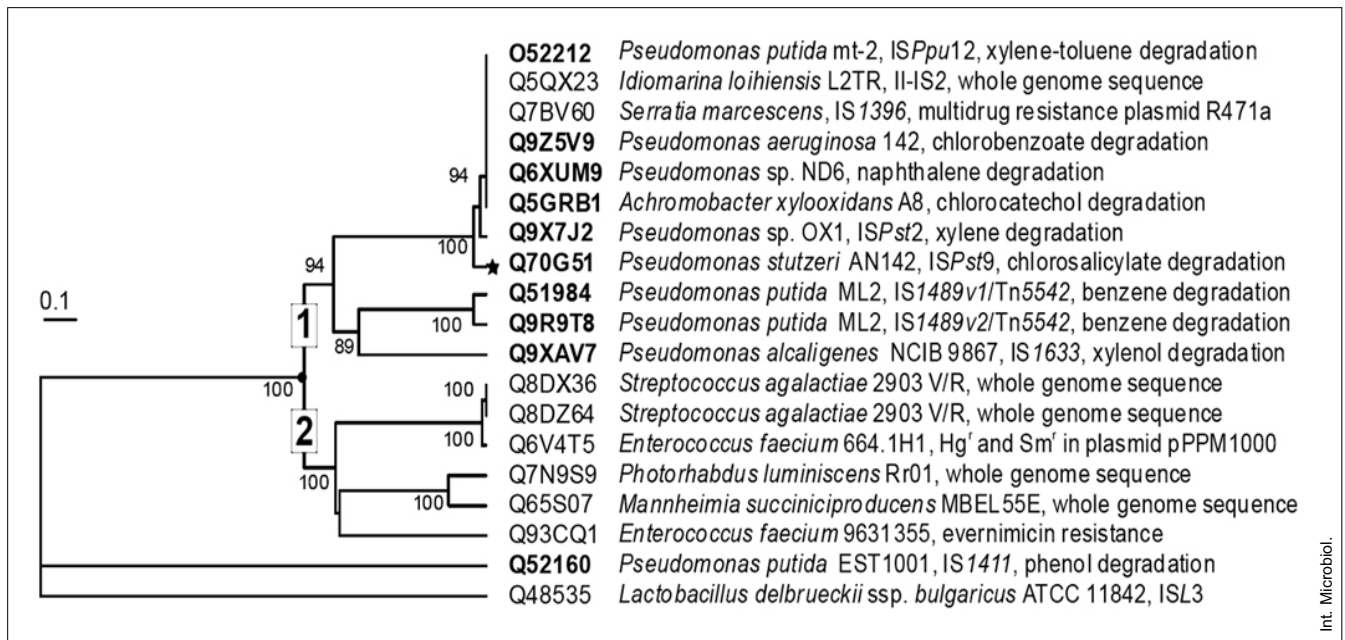 O52212 Pseudomonas putida mt-2, ISPpu12, xylene-toluene degradation
Q5QX23 Idiomarina loihiensis L2TR, II-IS2, whole genome sequence
Q7BV60 Serratia marcescens, IS1396, multidrug resistance plasmid R471a
Q9Z5V9 Pseudomonas aeruginosa 142, chlorobenzoate degradation
94 Q6XUM9 Pseudomonas sp. ND6, naphthalene degradation
Q5GRB1 Achromobacter xylooxidans A8, chlorocatechol degradation
Q9X7J2 Pseudomonas sp. OX1, ISPst2, xylene degradation
100
94 ★ Q70G51 Pseudomonas stutzeri AN142, ISPst9, chlorosalicylate degradation
0.1 Q51984 Pseudomonas putida ML2, IS1489v1/Tn5542, benzene degradation
1 100 Q9R9T8 Pseudomonas putida ML2, IS1489v2/Tn5542, benzene degradation
89 Q9XAV7 Pseudomonas alcaligenes NCIB 9867, IS1633, xylenol degradation
100 100 Q8DX36 Streptococcus agalactiae 2903 V/R, whole genome sequence
Q8DZ64 Streptococcus agalactiae 2903 V/R, whole genome sequence
2 100 Q6V4T5 Enterococcus faecium 664.1H1, Hgʳ and Smʳ in plasmid pPPM1000
100 Q7N9S9 Photorhabdus luminiscens Rr01, whole genome sequence
100 Q65S07 Mannheimia succiniciproducens MBEL55E, whole genome sequence
Q93CQ1 Enterococcus faecium 9631355, evernimicin resistance
Q52160 Pseudomonas putida EST1001, IS1411, phenol degradation
Q48535 Lactobacillus delbrueckii ssp. bulgaricus ATCC 11842, ISL3
Int. Microbiol.